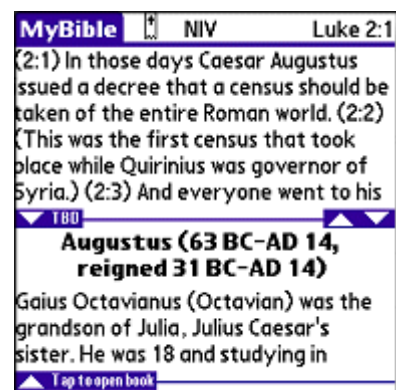 MyBible NIV Luke 2:1
(2:1) In those days Caesar Augustus
issued a decree that a census should be
taken of the entire Roman world. (2:2)
(This was the first census that took
place while Quirinius was governor of
Syria.) (2:3) And everyone went to his
TBD
Augustus (63 BC-AD 14,
reigned 31 BC-AD 14)
Gaius Octavianus (Octavian) was the
grandson of Julia, Julius Caesar's
sister. He was 18 and studying in
Tap to open book